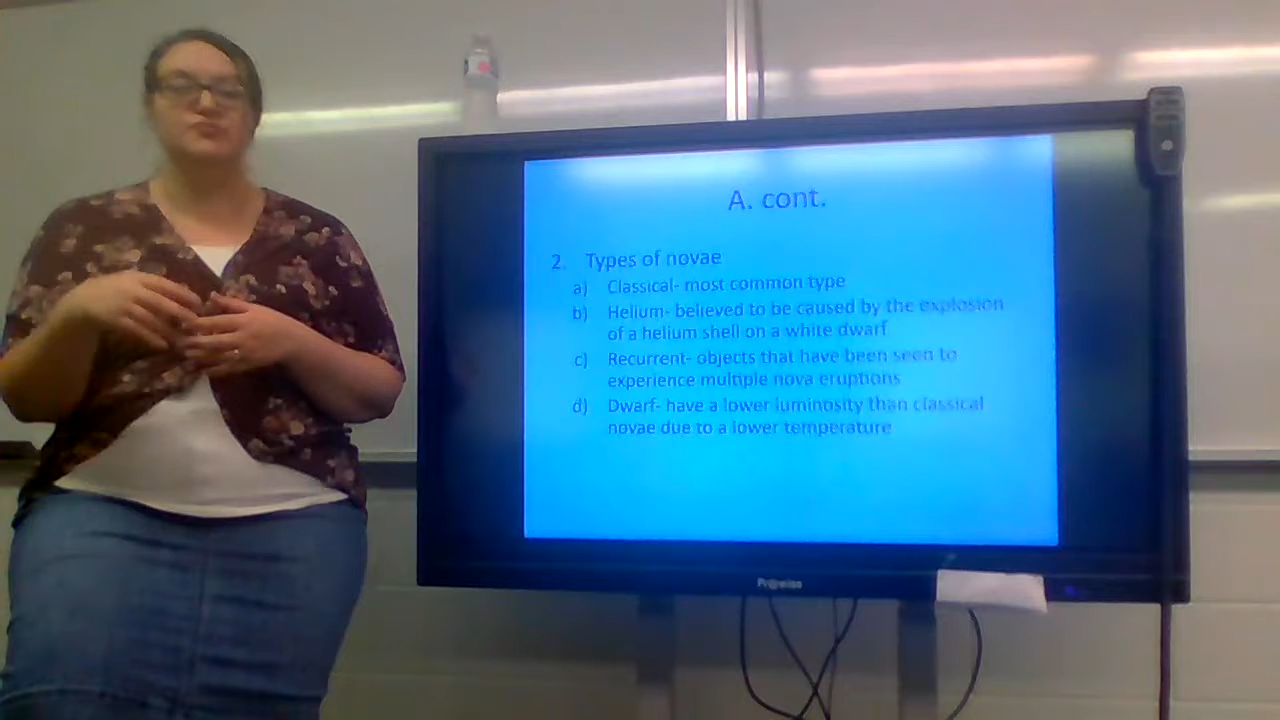 A. cont.
2. Types of novae
a) Classical- most common type
b) Helium- believed to be caused by the explosion
of a helium shell on a white dwarf
c) Recurrent- objects that have been seen to
experience multiple nova eruptions
d) Dwarf- have a lower luminosity than classical
novae due to a lower temperature
Prowise